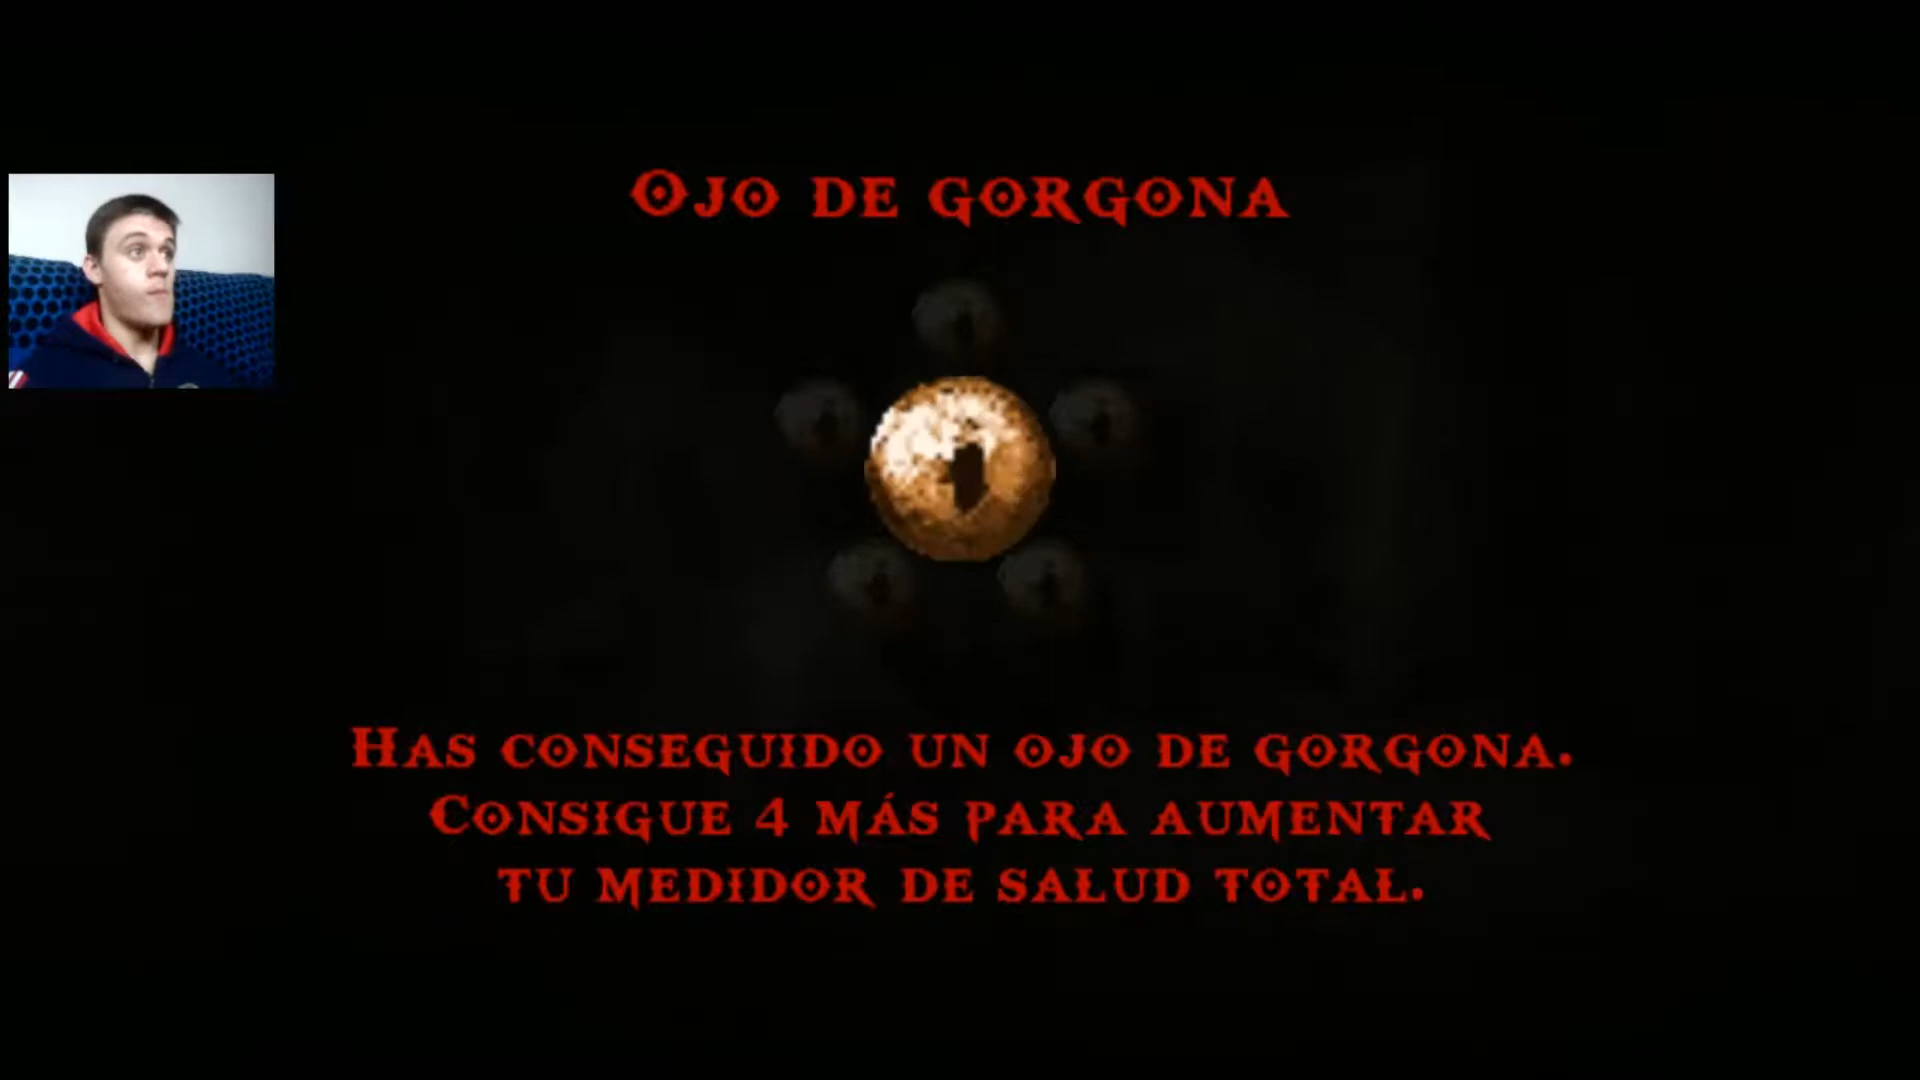 Ojo de gorgona
Has conseguido un ojo de gorgona.
Consigue 4 más para aumentar
tu medidor de salud total.